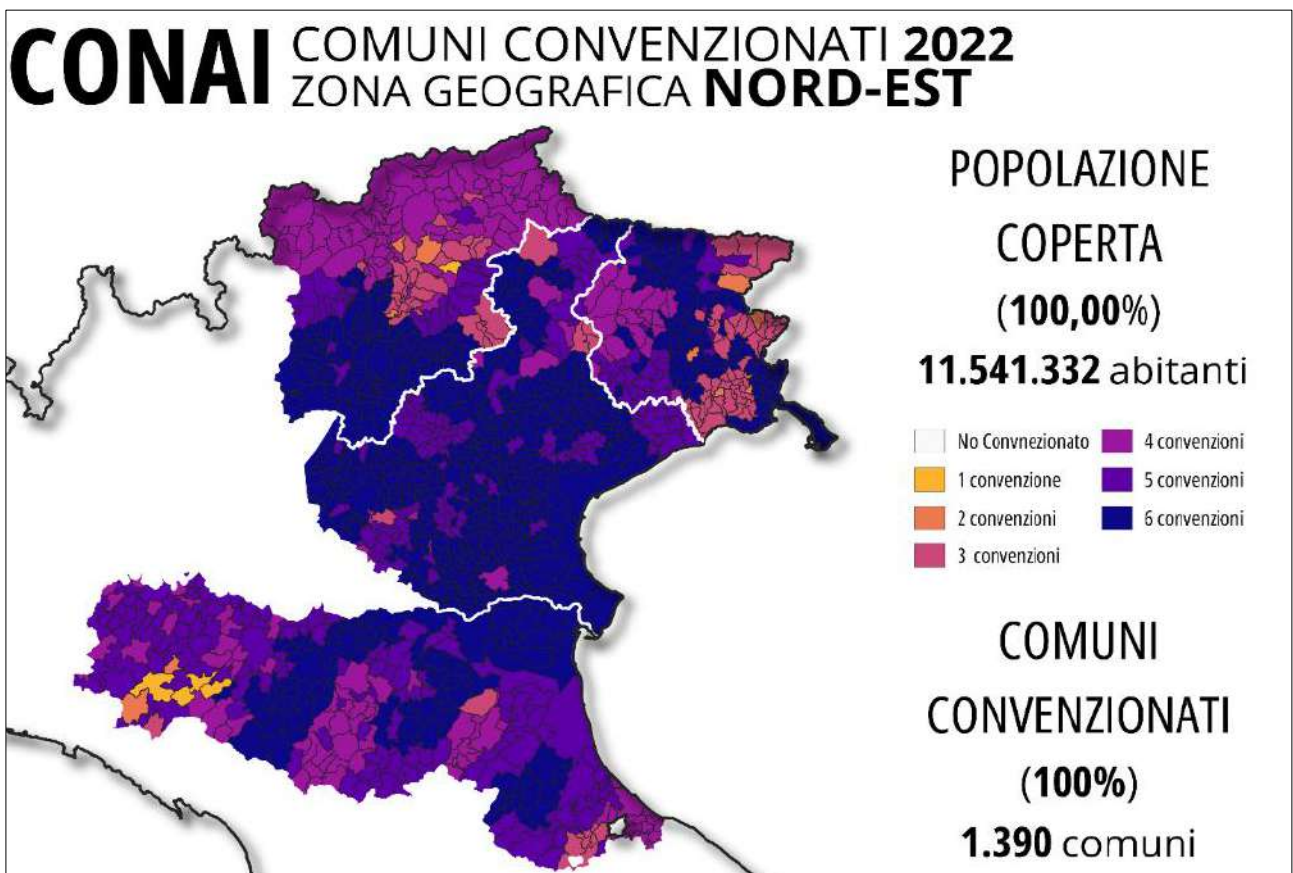 CONAI
COMUNI CONVENZIONATI 2022
ZONA GEOGRAFICA NORD-EST
POPOLAZIONE
COPERTA
(100,00%)
11.541.332 abitanti
No Convnezionato
1 convenzione
2 convenzioni
3 convenzioni
4 convenzioni
5 convenzioni
6 convenzioni
COMUNI
CONVENZIONATI
(100%)
1.390 comuni